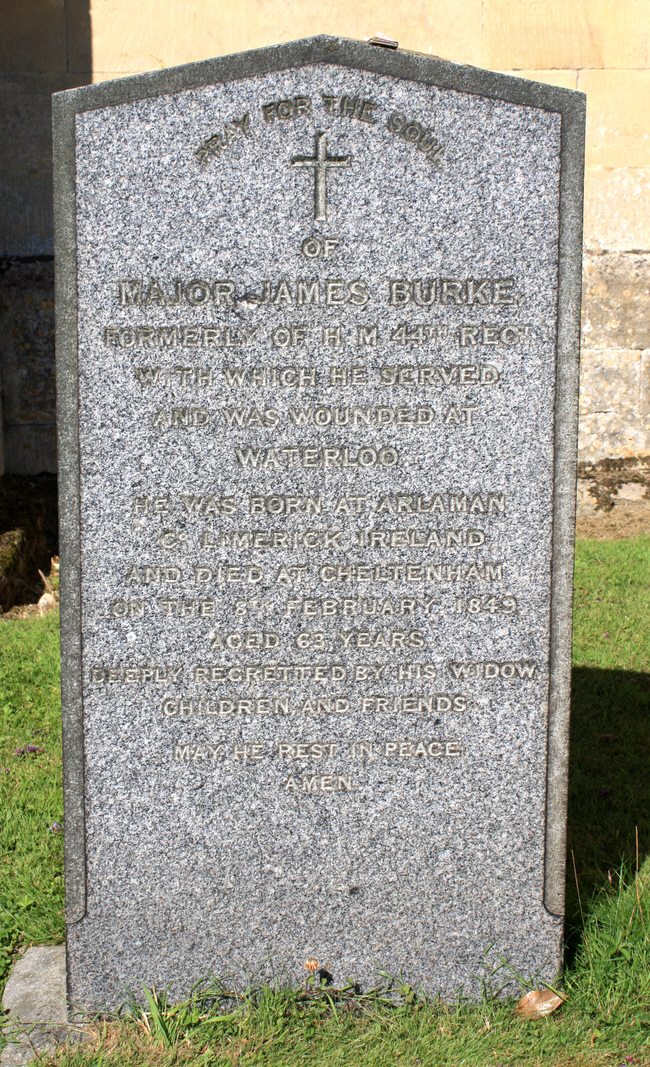 PRAY FOR THE SOUL
OF
MAJOR JAMES BURKE
FORMERLY OF H M 44TH REGT
WITH WHICH HE SERVED
AND WAS WOUNDED AT
WATERLOO
HE WAS BORN AT ARLAMAN
Co LIMERICK IRELAND
AND DIED AT CHELTENHAM
ON THE 8TH FEBRUARY 1849.
AGED 63 YEARS
DEEPLY REGRETTED BY HIS WIDOW
CHILDREN AND FRIENDS
MAY HE REST IN PEACE
AMEN